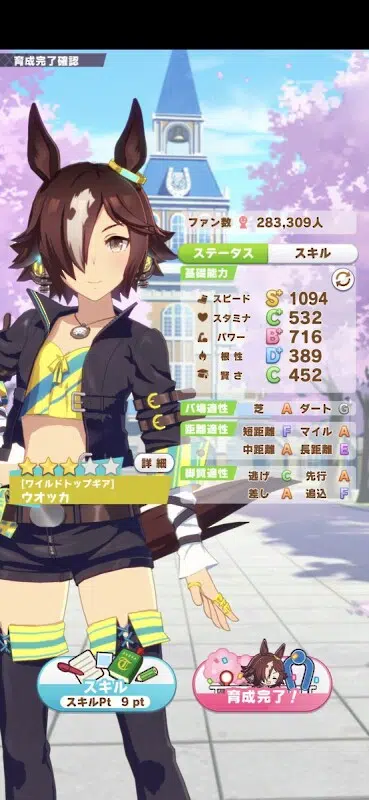 育成完了確認
ファン数 283,309人
ステータス スキル
基礎能力
スピード S+ 1094
スタミナ C+ 532
パワー B+ 716
根性 D+ 389
賢さ C 452
バ場適性 芝 A ダート G
距離適性 短距離 F マイル A
中距離 A 長距離 E
脚質適性 逃げ C 先行 A
差し A 追込 F
詳細
[ワイルドトップギア]
ウオッカ
スキル
スキルPt 9 pt
育成完了!